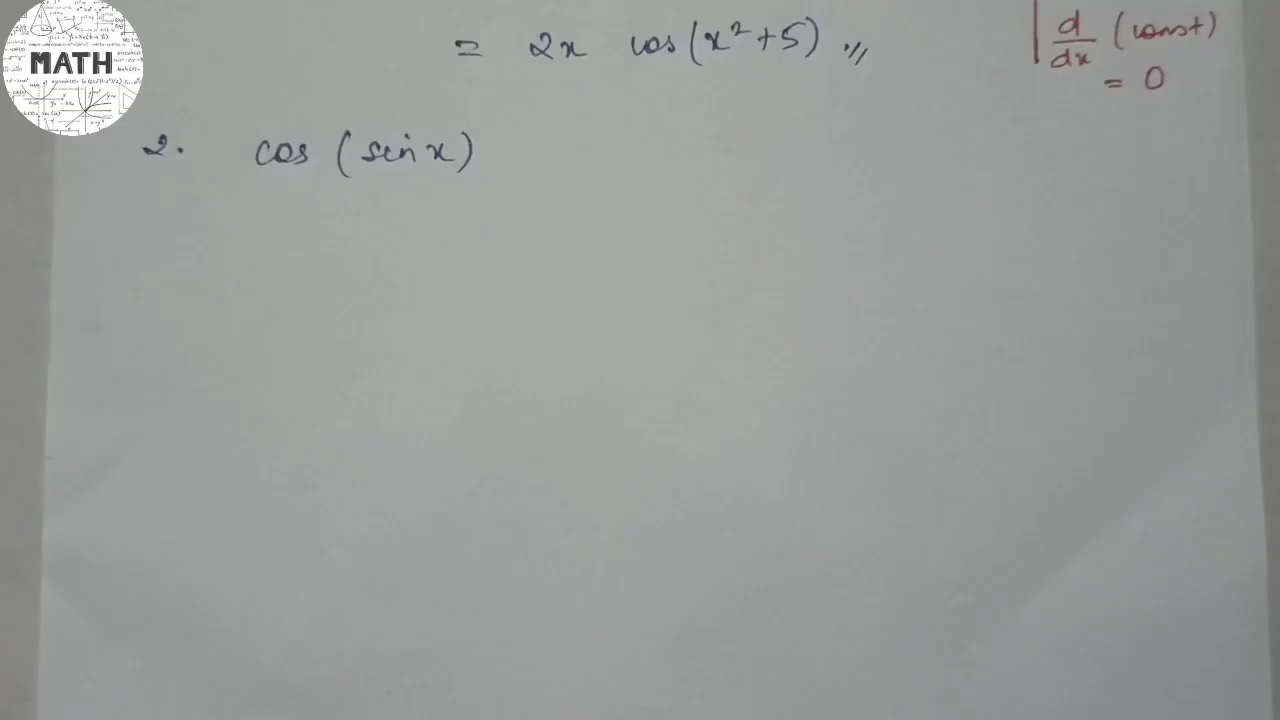 = 2x cos(x²+5) ,,,
d/dx (const) = 0
2. cos (sin x)
MATH